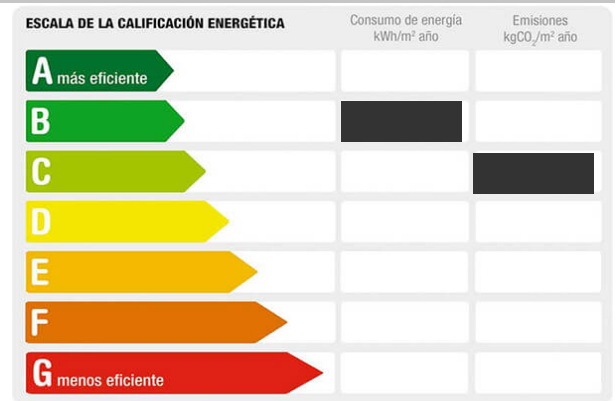 ESCALA DE LA CALIFICACIÓN ENERGÉTICA
Consumo de energía
kWh/m² año
Emisiones
kgCO₂/m² año
A más eficiente
B
C
D
E
F
G menos eficiente